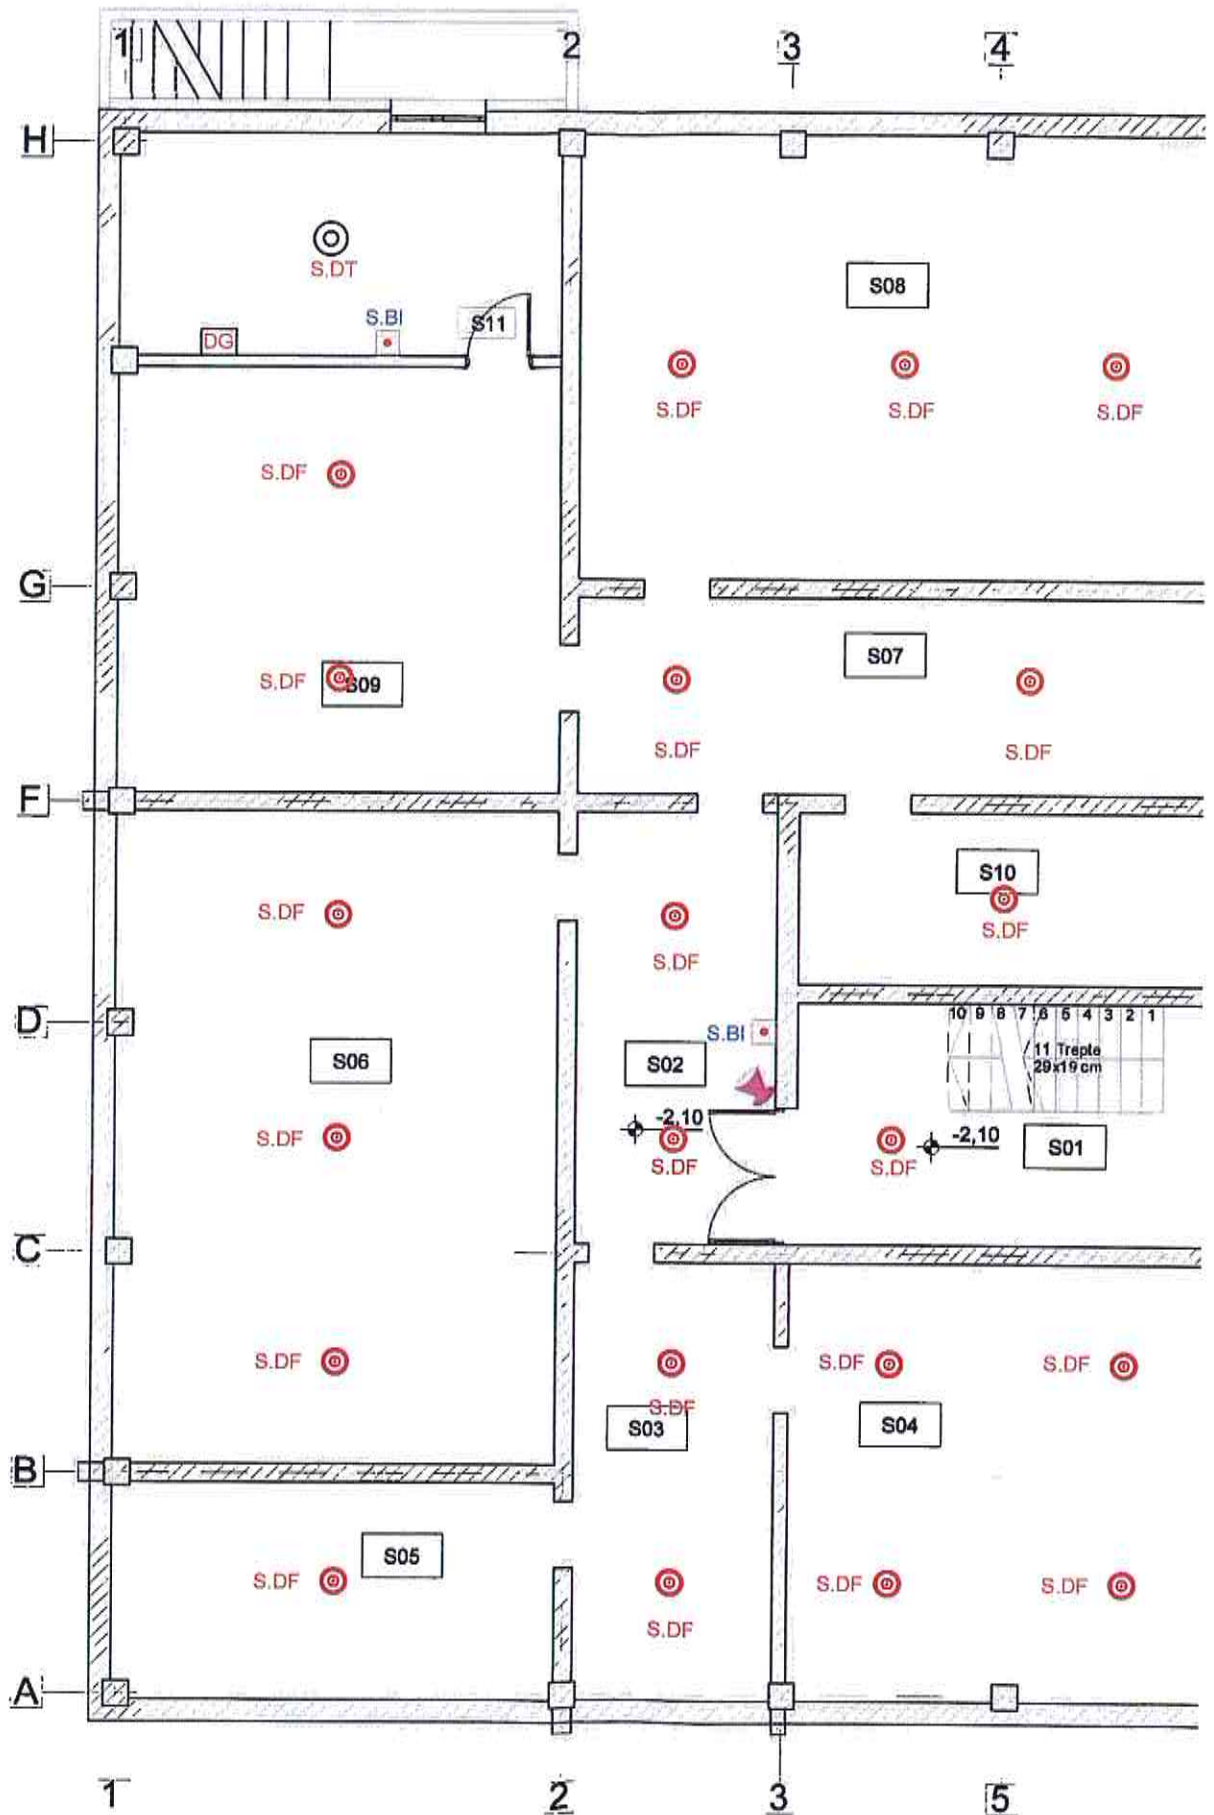 1 2 3 4
H
S.DT
S08
S.BI
S11
DG
S.DF S.DF S.DF
S.DF
G
S07
S.DF S09
S.DF S.DF
F
S10
S.DF
S.DF
S.DF
D
10 9 8 7 6 5 4 3 2 1
S.BI
S06 S02
11 Trepte
29x19 cm
-2,10
-2,10
S.DF
S01
S.DF S.DF
C
S.DF S.DF S.DF
S.DF
S03 S04
B
S05
S.DF S.DF S.DF
S.DF
A
1 2 3 5